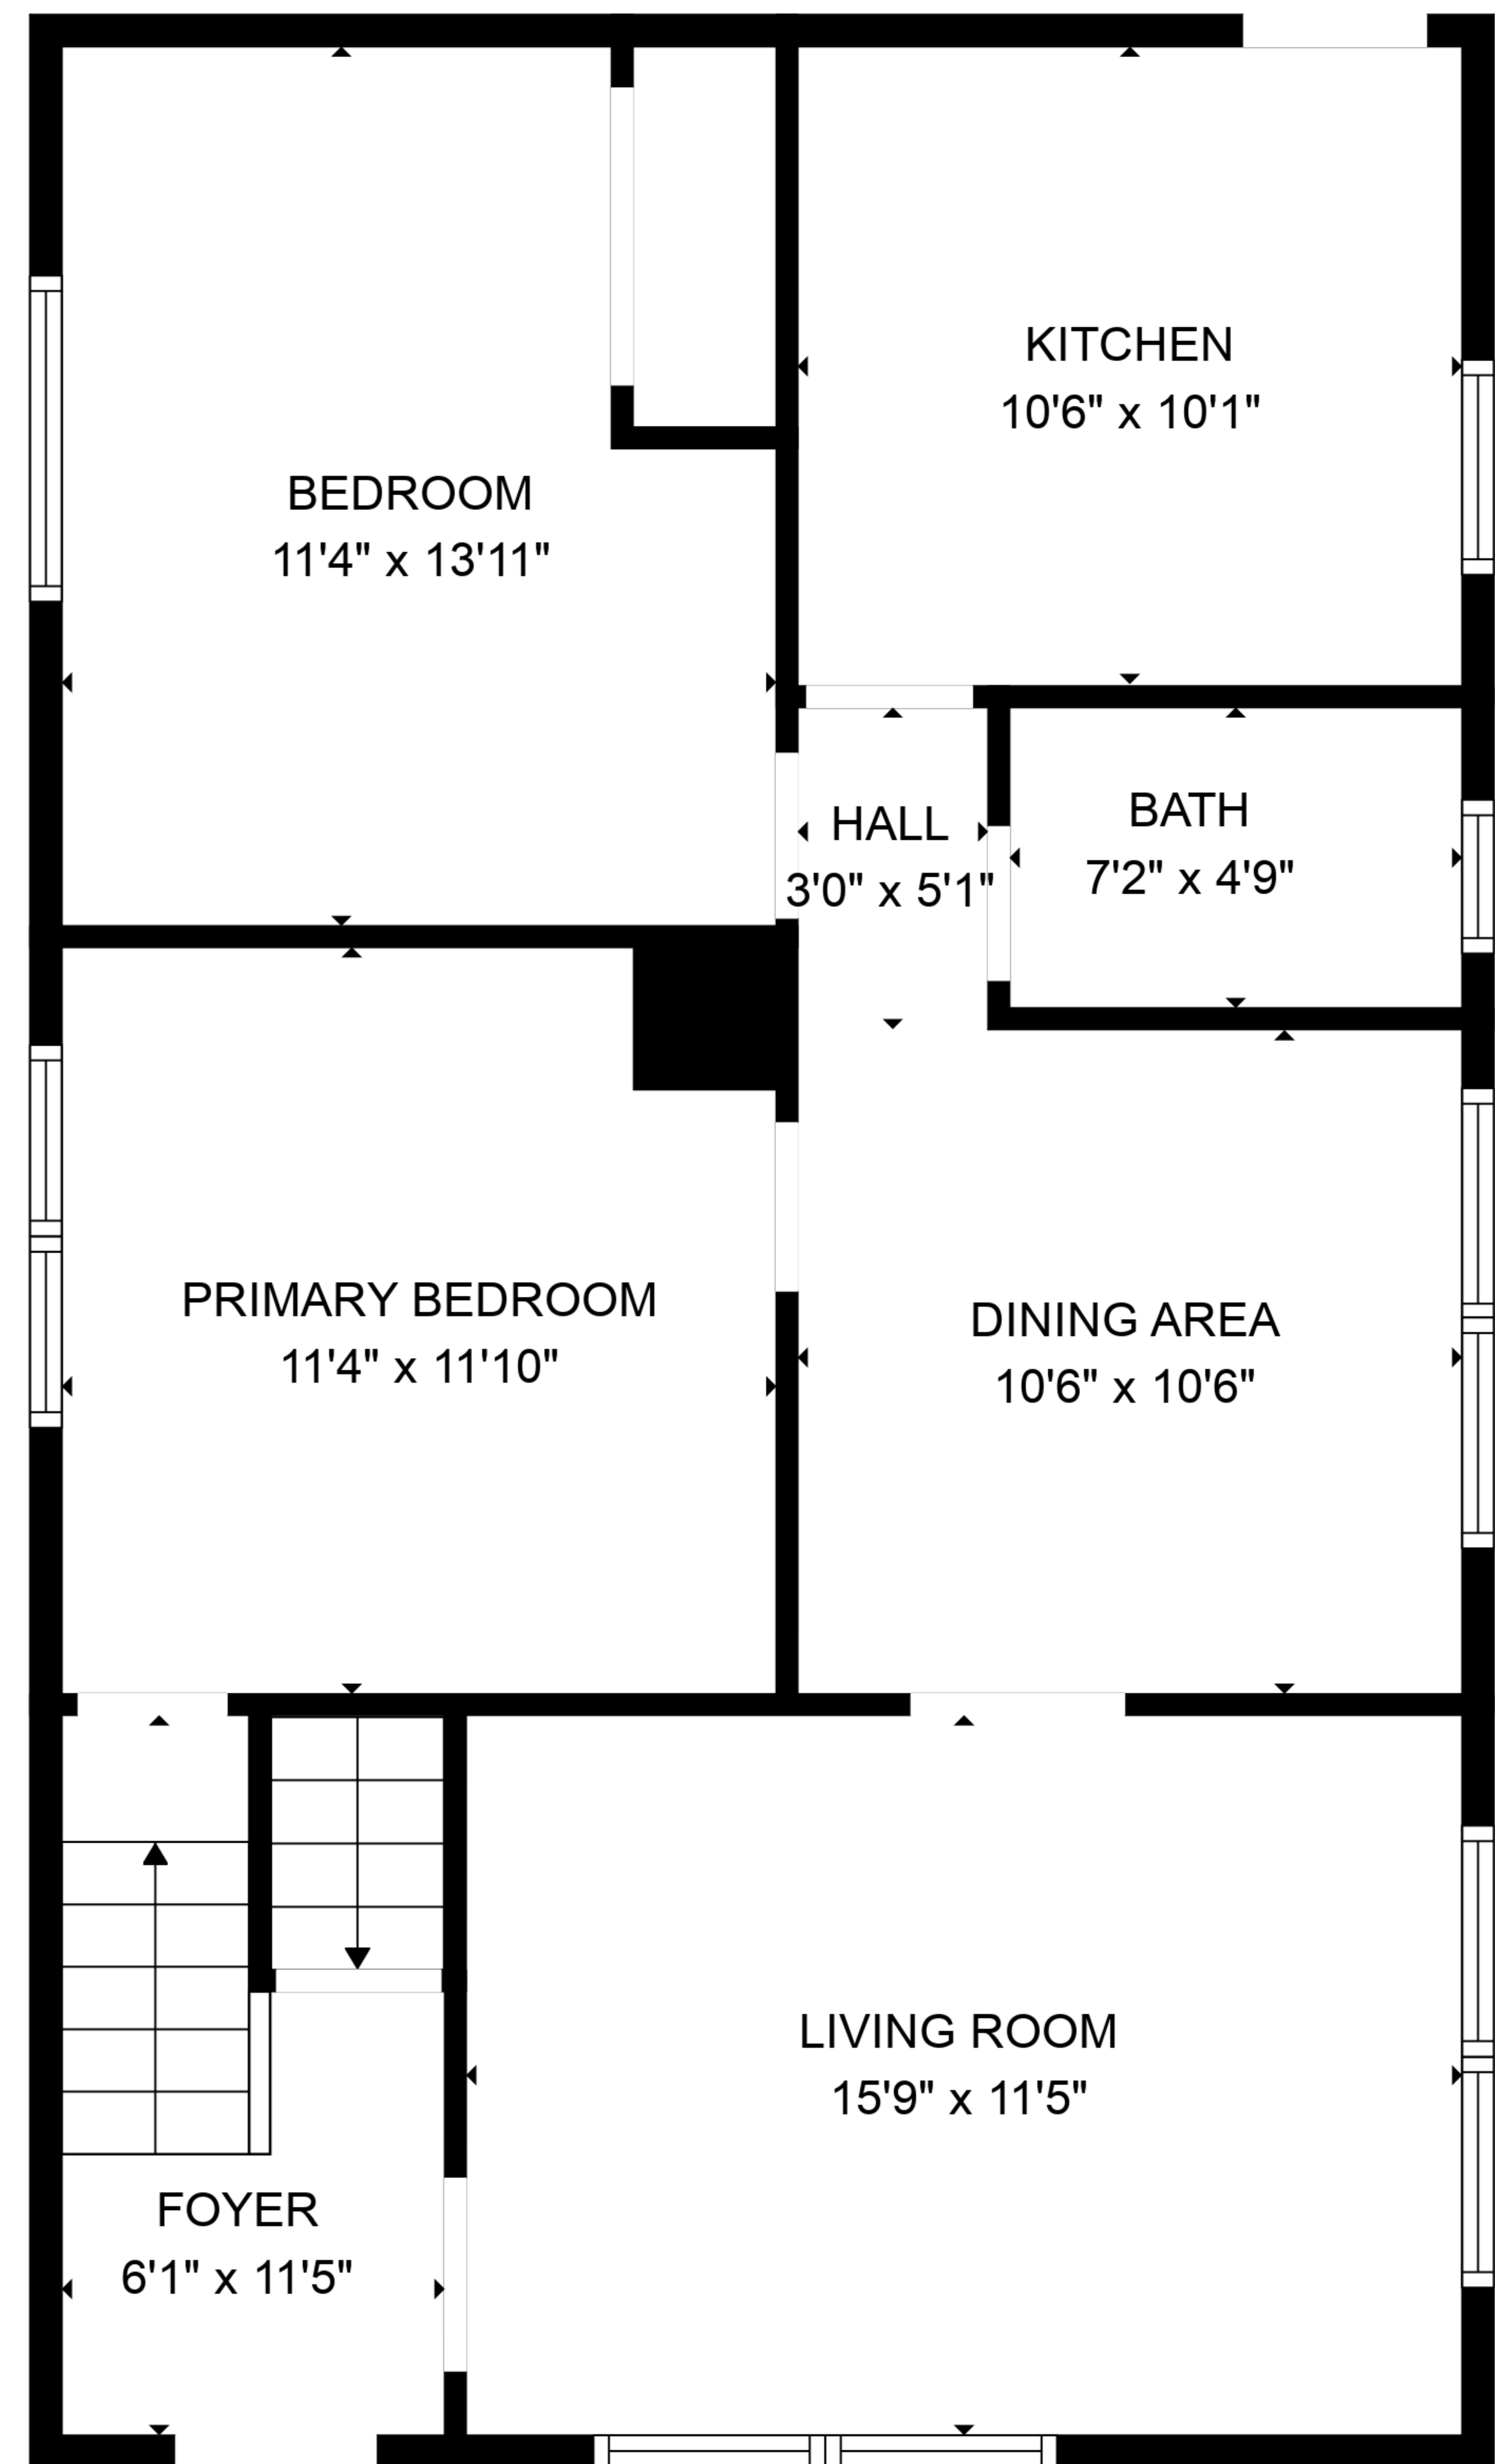 KITCHEN
10'6" x 10'1"
BEDROOM
11'4" x 13'11"
HALL
3'0" x 5'1"
BATH
7'2" x 4'9"
PRIMARY BEDROOM
11'4" x 11'10"
DINING AREA
10'6" x 10'6"
LIVING ROOM
15'9" x 11'5"
FOYER
6'1" x 11'5"